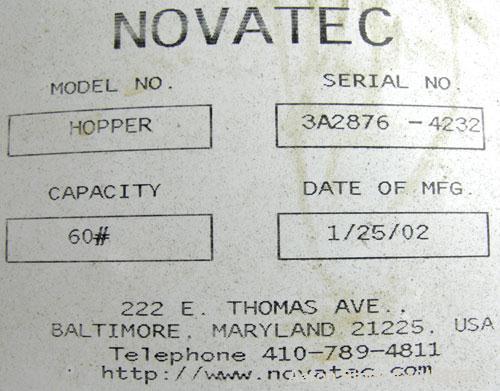 NOVATEC
MODEL NO. SERIAL NO.
HOPPER 3A2876 -4232
CAPACITY DATE OF MFG.
60# 1/25/02
222 E. THOMAS AVE.,
BALTIMORE, MARYLAND 21225, USA
Telephone 410-789-4811
http://www.novatec.com